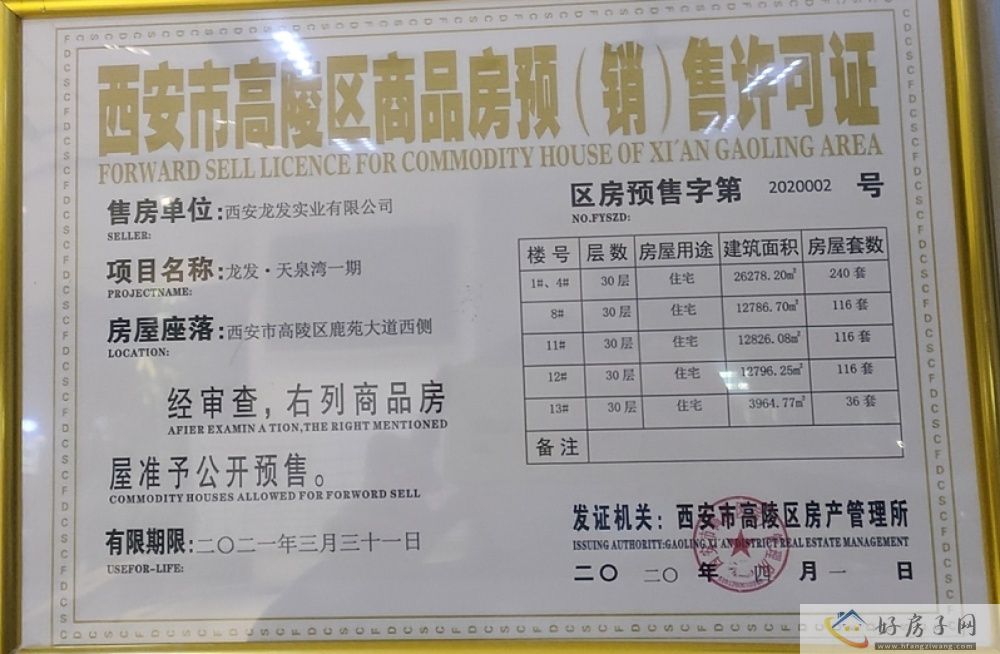 西安市高陵区商品房预(销)售许可证
FORWARD SELL LICENCE FOR COMMODITY HOUSE OF XI'AN GAOLING AREA
区房预售字第 2020002 号
NO.FYSZD:
售房单位:西安龙发实业有限公司
SELLER:
项目名称:龙发·天泉湾一期
PROJECTNAME:
房屋座落:西安市高陵区鹿苑大道西侧
LOCATION:
经审查，右列商品房
AFIER EXAMIN A TION,THE RIGHT MENTIONED
屋准予公开预售。
COMMODITY HOUSES ALLOWED FOR FORWORD SELL
有限期限:二〇二一年三月三十一日
USEFOR-LIFE:
楼号 层数 房屋用途 建筑面积 房屋套数
1#、4# 30层 住宅 26278.20㎡ 240套
8# 30层 住宅 12786.70㎡ 116套
11# 30层 住宅 12826.08㎡ 116套
12# 30层 住宅 12796.25㎡ 116套
13# 30层 住宅 3964.77㎡ 36套
备注
发证机关：西安市高陵区房产管理所
ISSUING AUTHORITY:GAOLING XI'AN DISTRICT REAL ESTATE MANAGEMENT
二〇二〇年四月一日
好房子网
www.hfangziwang.com